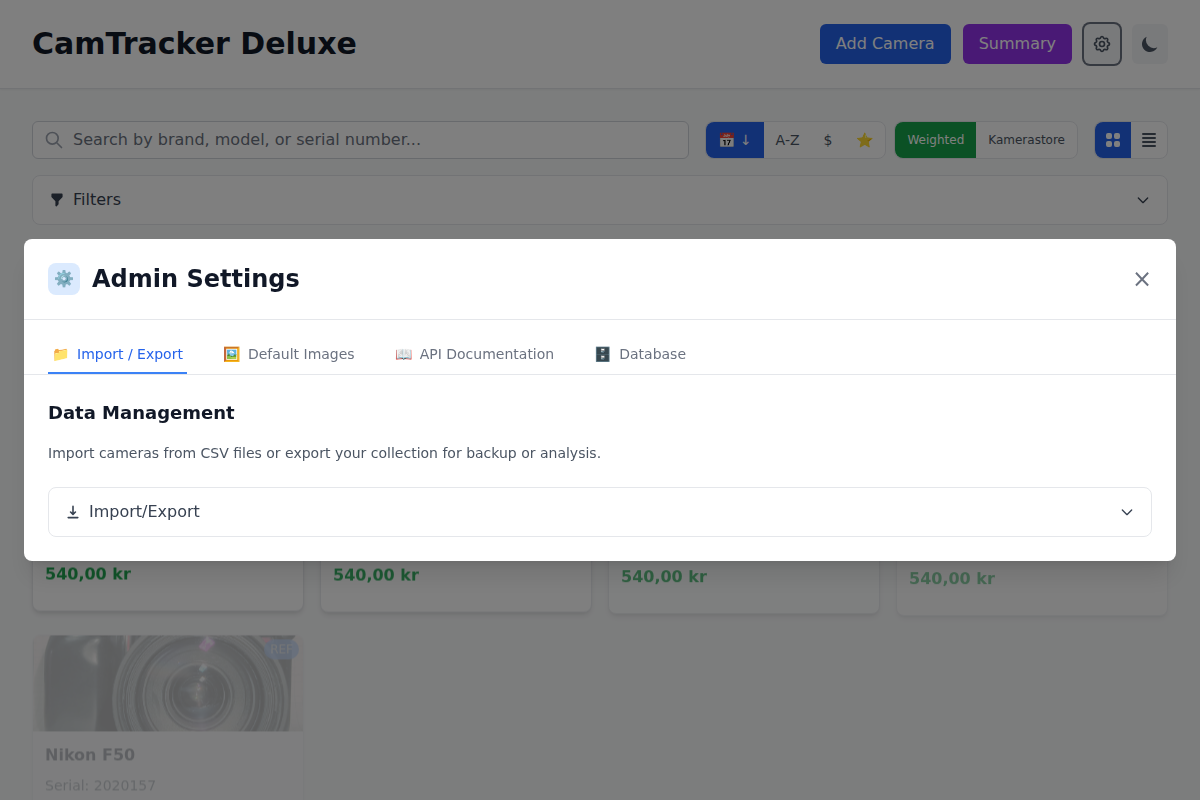 CamTracker Deluxe
Add Camera
Summary
Search by brand, model, or serial number...
17 ↓
A-Z
$
Weighted
Kamerastore
Filters
Admin Settings
Import / Export
Default Images
API Documentation
Database
Data Management
Import cameras from CSV files or export your collection for backup or analysis.
Import/Export
540,00 kr
540,00 kr
540,00 kr
540,00 kr
REF
Nikon F50
Serial: 2020157